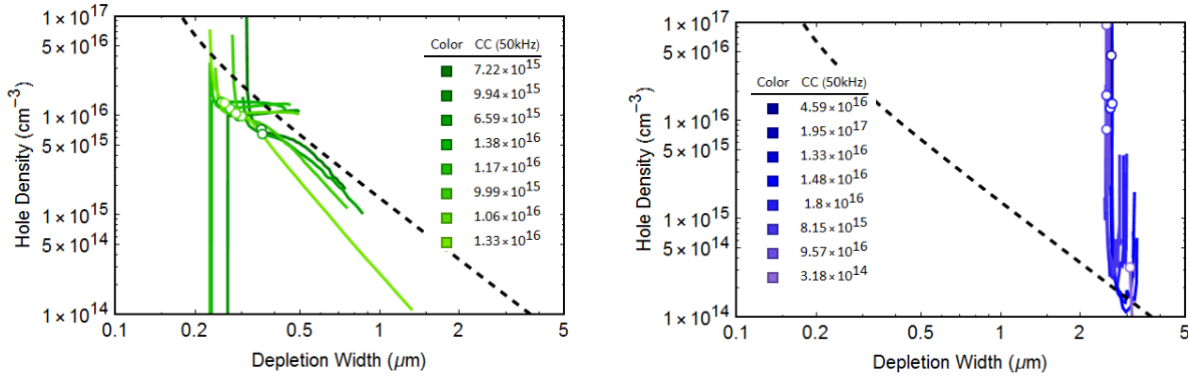 1 × 10^17
5 × 10^16
1 × 10^16
5 × 10^15
1 × 10^15
5 × 10^14
1 × 10^14
Hole Density (cm^−3)
0.1 0.2 0.5 1 2 5
Depletion Width (μm)
Color CC (50kHz)
7.22 × 10^15
9.94 × 10^15
6.59 × 10^15
1.38 × 10^16
1.17 × 10^16
9.99 × 10^15
1.06 × 10^16
1.33 × 10^16
1 × 10^17
5 × 10^16
1 × 10^16
5 × 10^15
1 × 10^15
5 × 10^14
1 × 10^14
Hole Density (cm^−3)
0.1 0.2 0.5 1 2 5
Depletion Width (μm)
Color CC (50kHz)
4.59 × 10^16
1.95 × 10^17
1.33 × 10^16
1.48 × 10^16
1.8 × 10^16
8.15 × 10^15
9.57 × 10^16
3.18 × 10^14